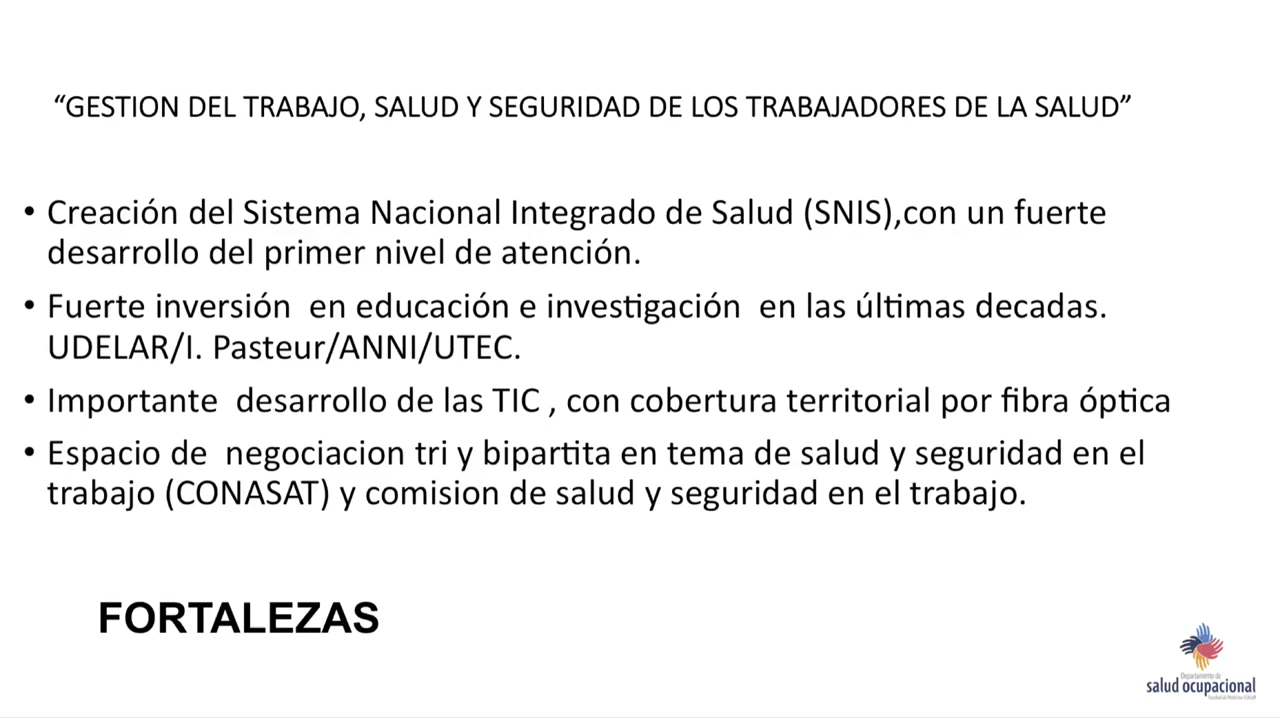 “GESTION DEL TRABAJO, SALUD Y SEGURIDAD DE LOS TRABAJADORES DE LA SALUD”
• Creación del Sistema Nacional Integrado de Salud (SNIS),con un fuerte
desarrollo del primer nivel de atención.
• Fuerte inversión  en educación e investigación  en las últimas decadas.
UDELAR/I. Pasteur/ANNI/UTEC.
• Importante  desarrollo de las TIC , con cobertura territorial por fibra óptica
• Espacio de  negociacion tri y bipartita en tema de salud y seguridad en el
trabajo (CONASAT) y comision de salud y seguridad en el trabajo.
FORTALEZAS
Departamento de
salud ocupacional